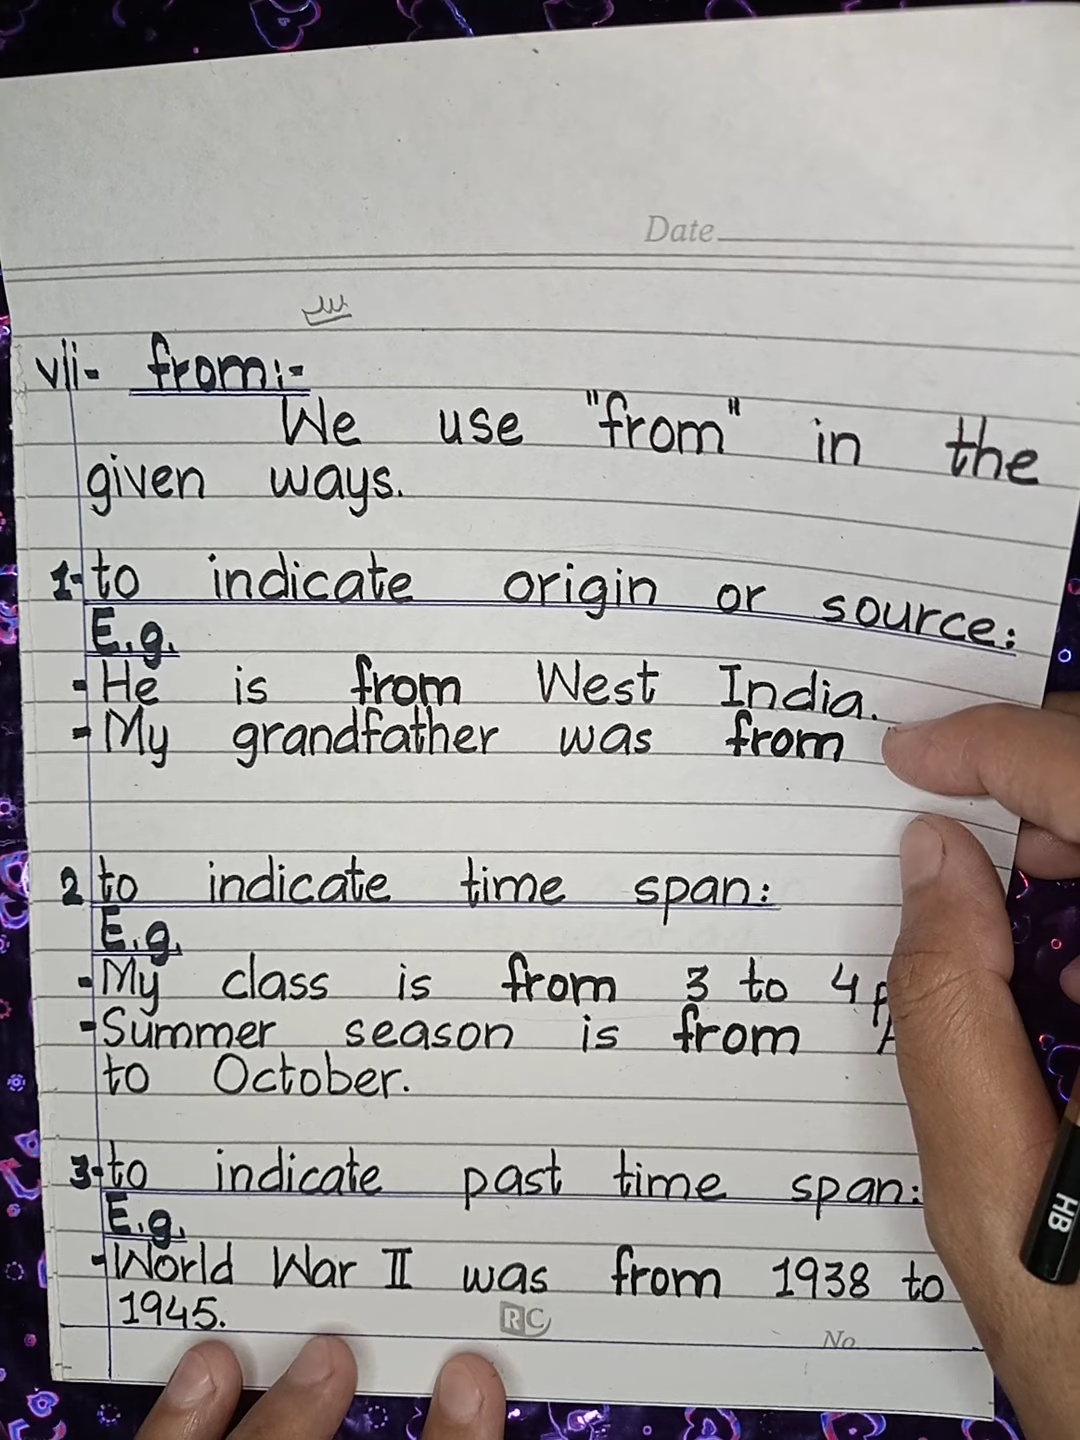 Date
vii- from:-
We use "from" in the
given ways.
1- to indicate origin or source:
E.g.
- He is from West India.
- My grandfather was from
2 to indicate time span:
E.g.
- My class is from 3 to 4
- Summer season is from
to October.
3- to indicate past time span:
E.g.
- World War II was from 1938 to
1945.
RC
No.
HB